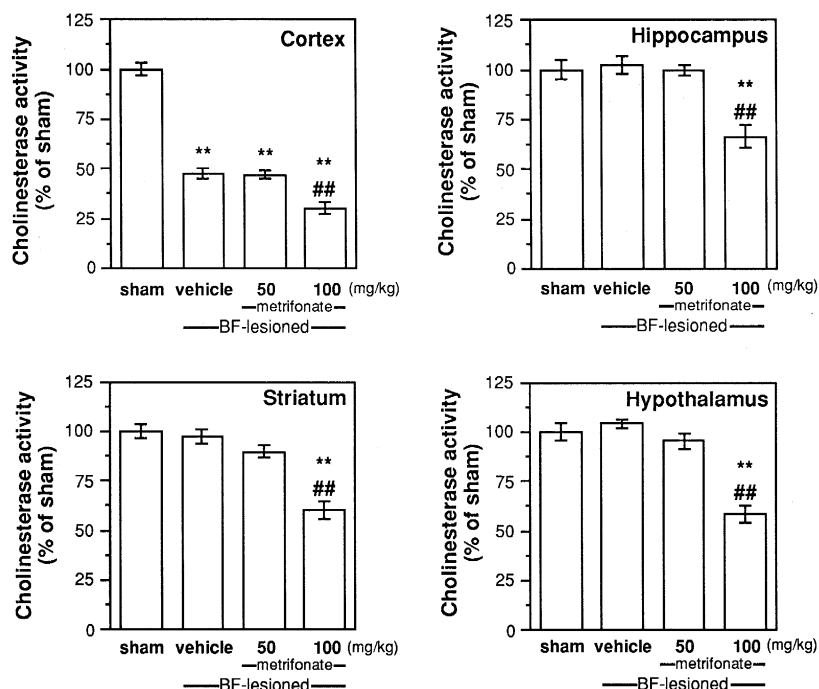 Cortex
Cholinesterase activity
(% of sham)
125
100
75
50
25
0
**
**
**
##
sham vehicle 50 100 (mg/kg)
metrifonate
BF-lesioned
Hippocampus
Cholinesterase activity
(% of sham)
125
100
75
50
25
0
**
##
sham vehicle 50 100 (mg/kg)
metrifonate
BF-lesioned
Striatum
Cholinesterase activity
(% of sham)
125
100
75
50
25
0
**
##
sham vehicle 50 100 (mg/kg)
metrifonate
BF-lesioned
Hypothalamus
Cholinesterase activity
(% of sham)
125
100
75
50
25
0
**
##
sham vehicle 50 100 (mg/kg)
metrifonate
BF-lesioned